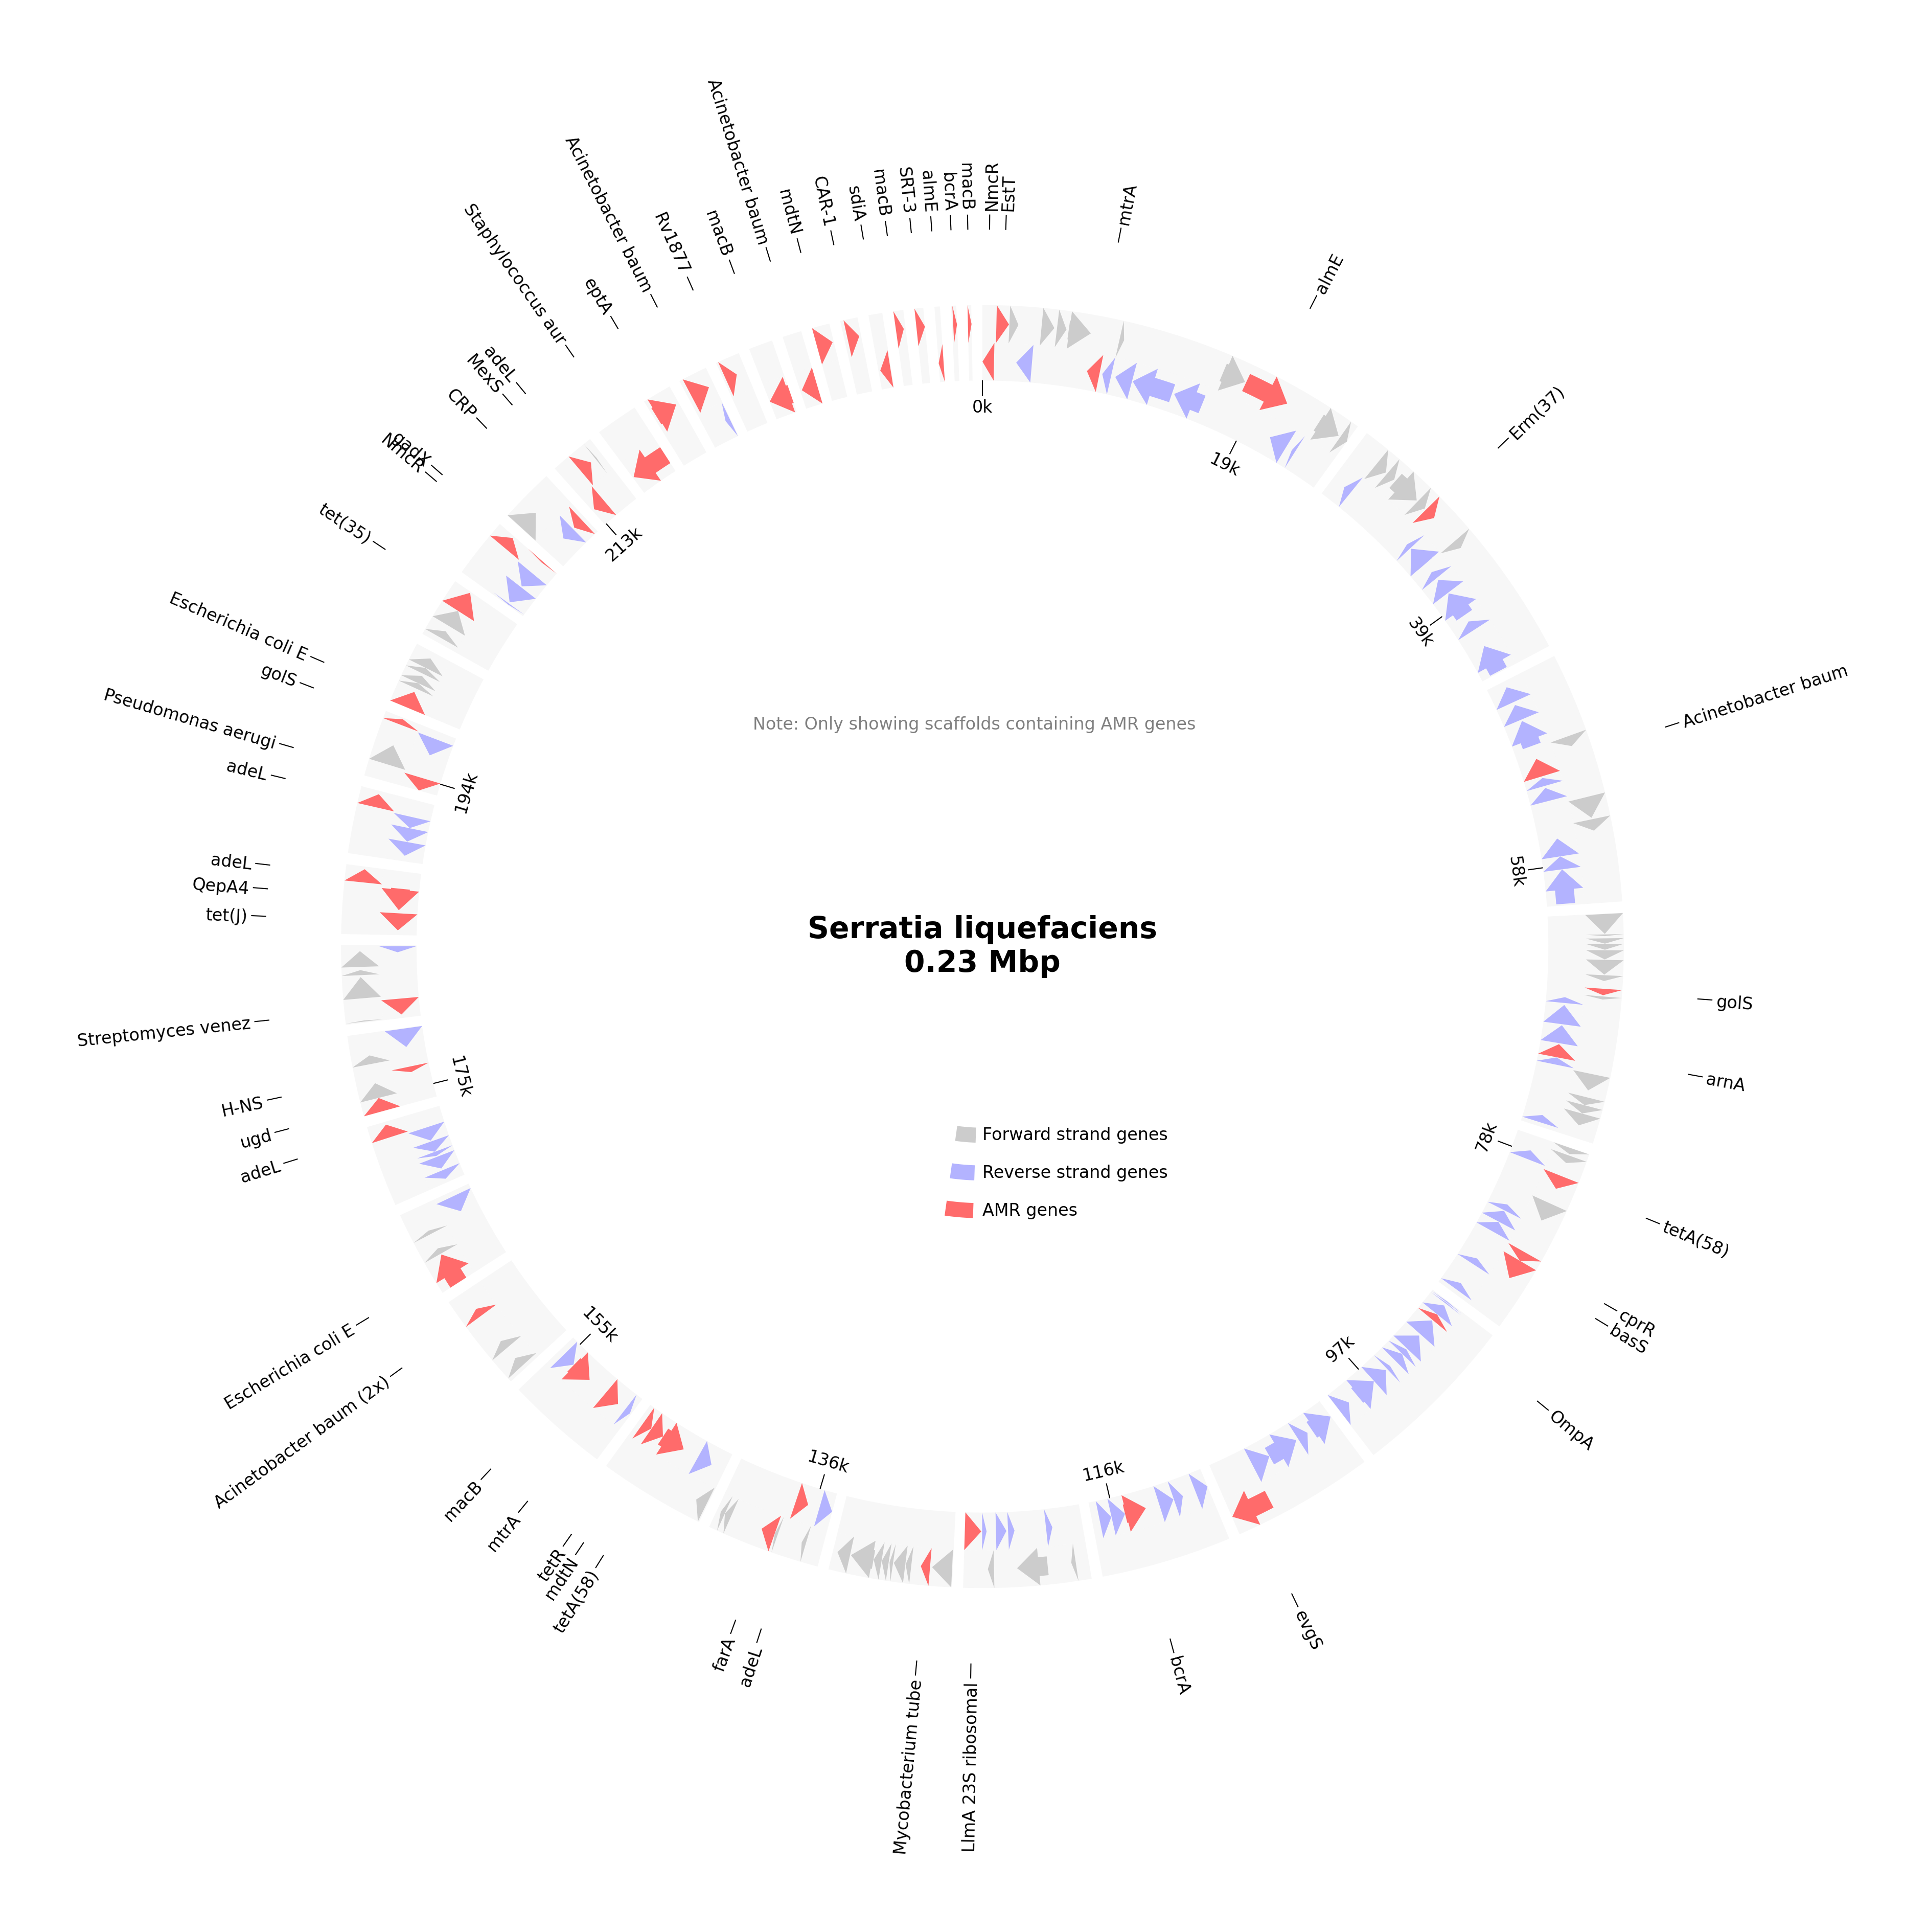 NmcR
EstT
mtrA
almE
Erm(37)
Acinetobacter baum
golS
arnA
tetA(58)
cprR
basS
OmpA
evgS
bcrA
LlmA 23S ribosomal
Mycobacterium tube
adeL
farA
tetA(58)
mdtN
tetR
mtrA
macB
Acinetobacter baum (2x)
Escherichia coli E
adeL
ugd
H-NS
Streptomyces venez
tet(J)
QepA4
adeL
adeL
Pseudomonas aerugi
golS
Escherichia coli E
tet(35)
NmcR
gadX
CRP
MexS
adeL
Staphylococcus aur
eptA
Acinetobacter baum
Rv1877
macB
Acinetobacter baum
mdtN
CAR-1
sdiA
macB
SRT-3
almE
bcrA
macB
0k
19k
39k
58k
78k
97k
116k
136k
155k
175k
194k
213k
Note: Only showing scaffolds containing AMR genes
Serratia liquefaciens
0.23 Mbp
Forward strand genes
Reverse strand genes
AMR genes